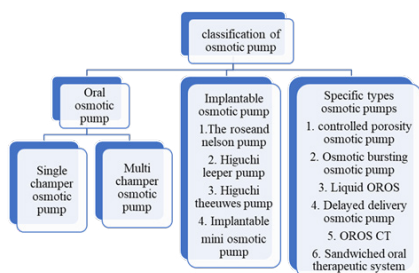 classification of
osmotic pump
Oral
osmotic
pump
Single
champer
osmotic
pump
Multi
champer
osmotic
pump
Implantable
osmotic pump
1.The roseand
nelson pump
2. Higuchi
leeper pump
3. Higuchi
theeuwes pump
4. Implantable
mini osmotic
pump
Specific types
osmotic pumps
1. controlled porosity
osmotic pump
2. Osmotic bursting
osmotic pump
3. Liquid OROS
4. Delayed delivery
osmotic pump
5. OROS CT
6. Sandwiched oral
therapeutic system